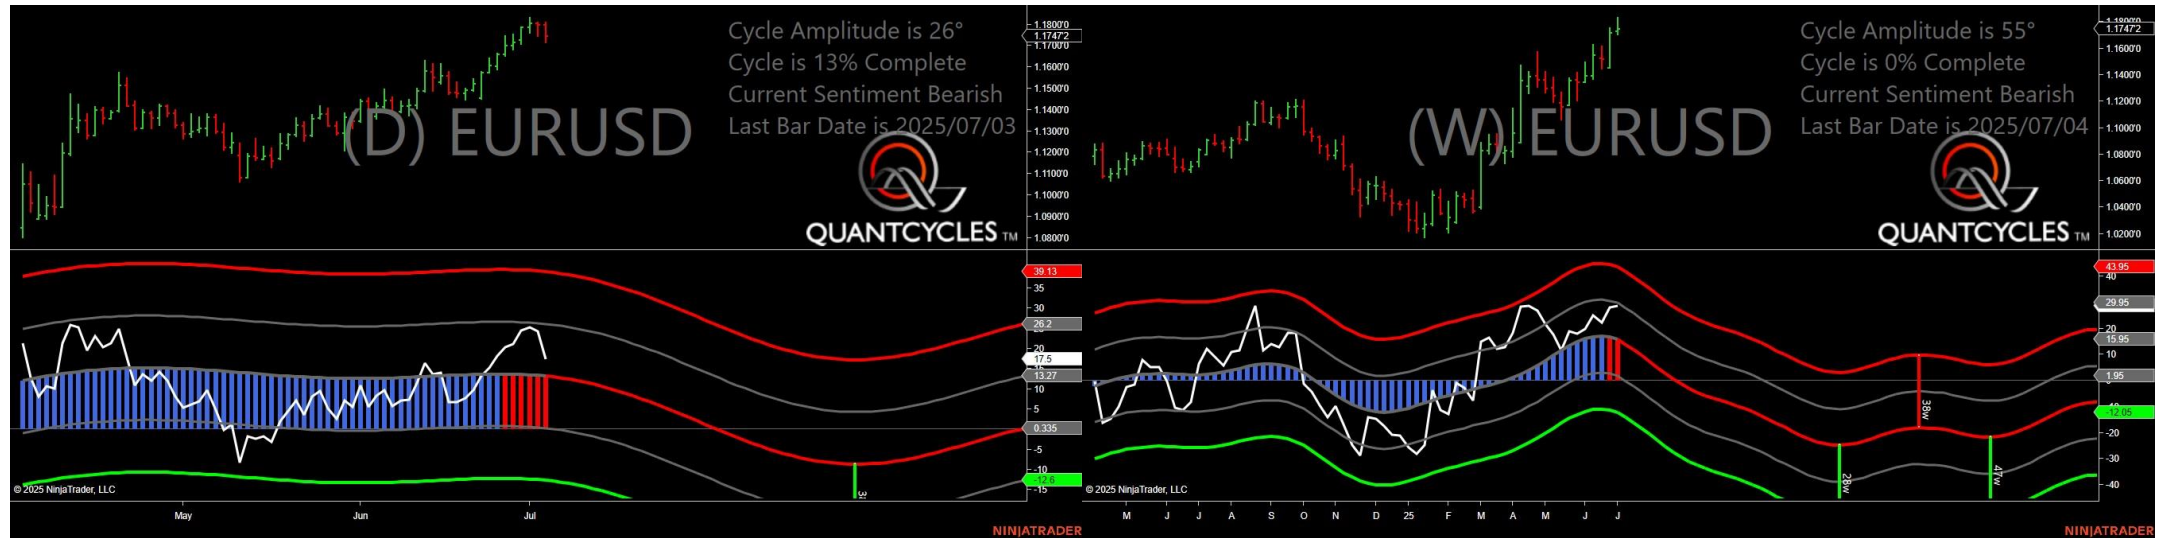 Cycle Amplitude is 26°
Cycle is 13% Complete
Current Sentiment Bearish
Last Bar Date is 2025/07/03
(D) EURUSD
QUANTCYCLES TM
1.1800'0
1.1747'2
1.1700'0
1.1600'0
1.1500'0
1.1400'0
1.1300'0
1.1200'0
1.1100'0
1.1000'0
1.0900'0
1.0800'0
39.13
35
30
26.2
20
17.5
13.27
10
5
0.335
-5
-10
-12.6
-15
© 2025 NinjaTrader, LLC
May
Jun
Jul
NINJATRADER
Cycle Amplitude is 55°
Cycle is 0% Complete
Current Sentiment Bearish
Last Bar Date is 2025/07/04
(W) EURUSD
QUANTCYCLES TM
1.1800'0
1.1747'2
1.1600'0
1.1400'0
1.1200'0
1.1000'0
1.0800'0
1.0600'0
1.0400'0
1.0200'0
43.95
40
29.95
20
15.95
10
1.95
-12.05
-20
-30
-40
38w
28w
47w
© 2025 NinjaTrader, LLC
M
J
J
A
S
O
N
D
25
F
M
A
M
J
J
NINJATRADER